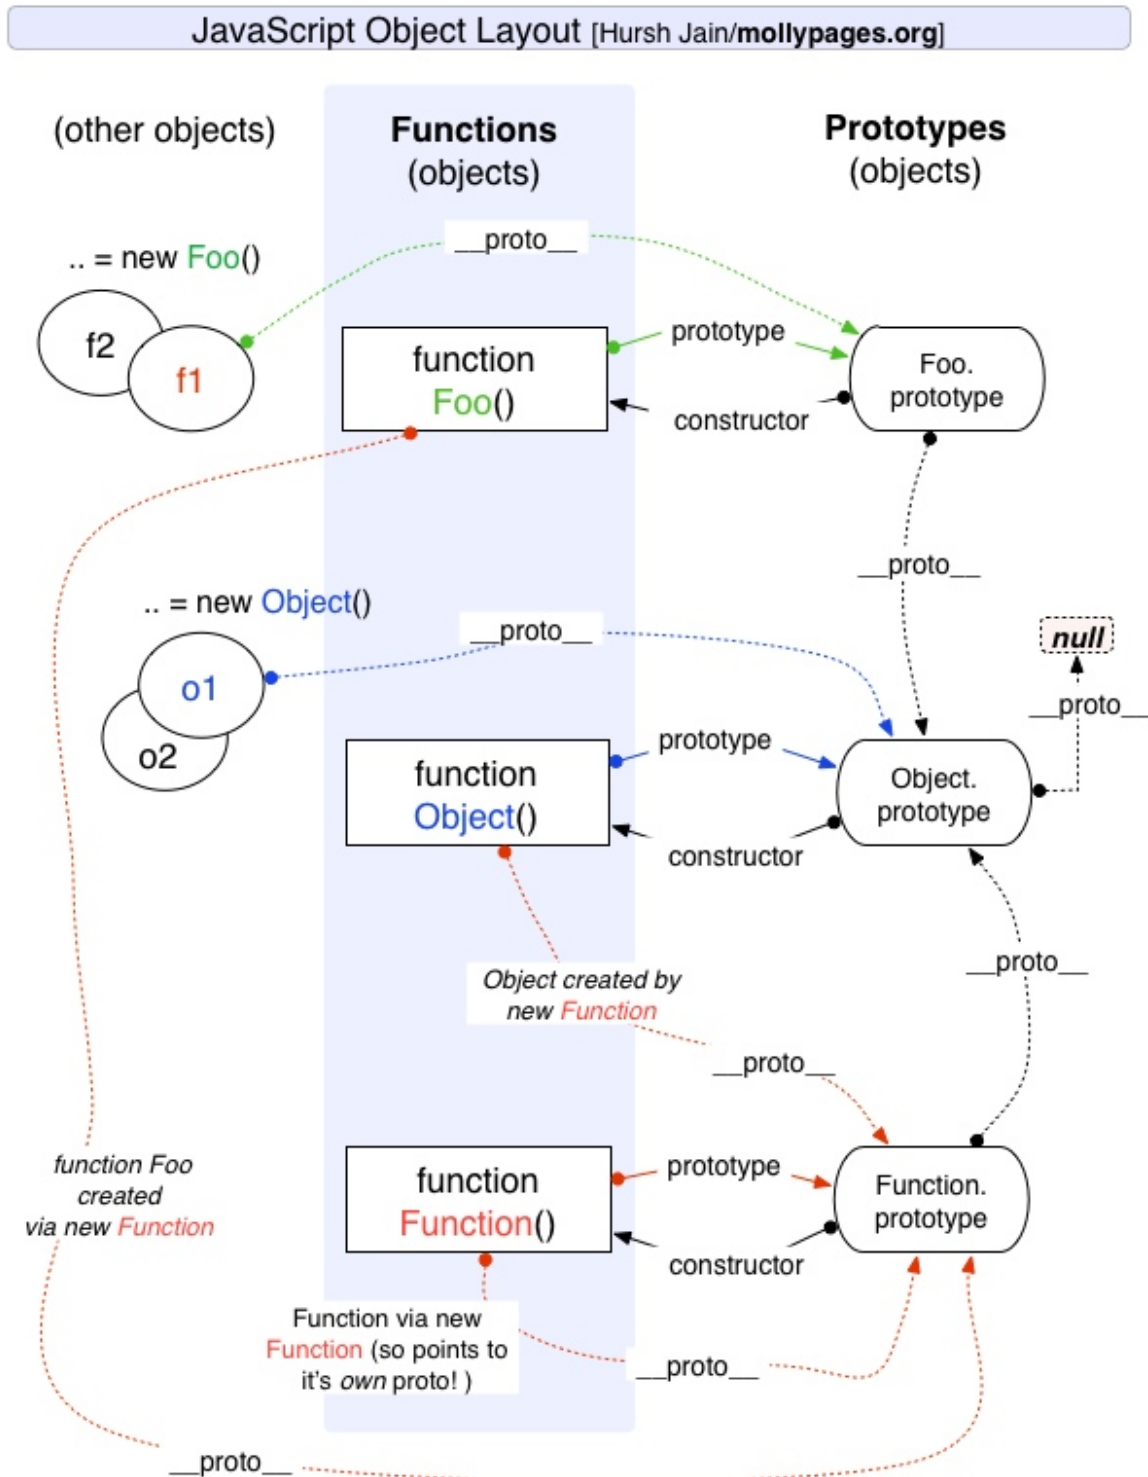 JavaScript Object Layout [Hursh Jain/mollypages.org]
(other objects)
Functions
(objects)
Prototypes
(objects)
__proto__
.. = new Foo()
f2
f1
function
Foo()
prototype
constructor
Foo.
prototype
__proto__
.. = new Object()
__proto__
null
__proto__
o1
o2
function
Object()
prototype
constructor
Object.
prototype
__proto__
Object created by
new Function
__proto__
function Foo
created
via new Function
function
Function()
prototype
constructor
Function.
prototype
Function via new
Function (so points to
it's own proto! )
__proto__
__proto__